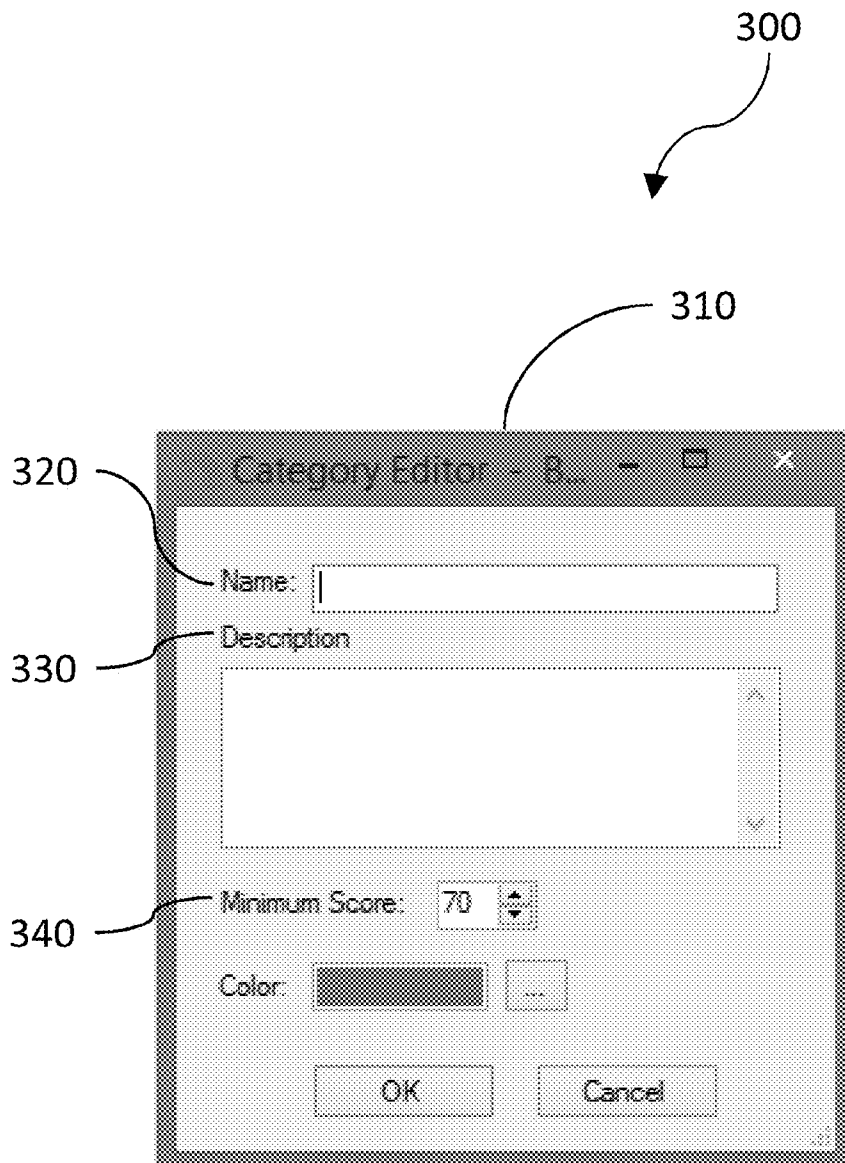 300
310
Category Editor - B...
320
Name:
Description
330
Minimum Score: 70
340
Color: ...
OK Cancel